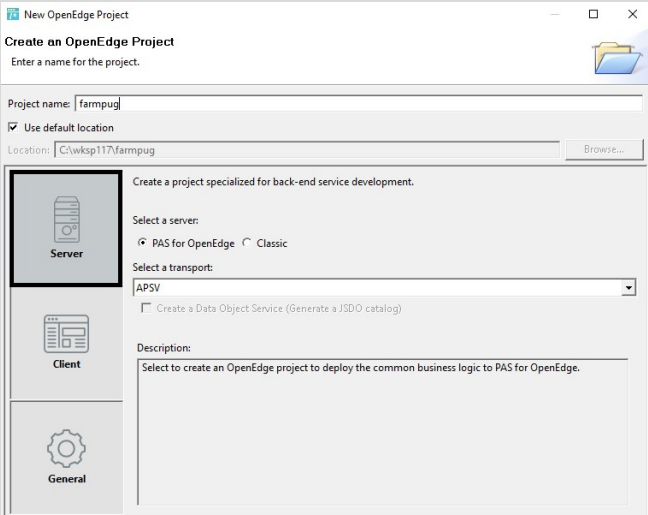 New OpenEdge Project
Create an OpenEdge Project
Enter a name for the project.
Project name: farmpug
Use default location
Location: C:\wksp117\farmpug Browse...
Create a project specialized for back-end service development.
Server
Select a server:
PAS for OpenEdge Classic
Select a transport:
APSV
Create a Data Object Service (Generate a JSDO catalog)
Client
Description:
Select to create an OpenEdge project to deploy the common business logic to PAS for OpenEdge.
General